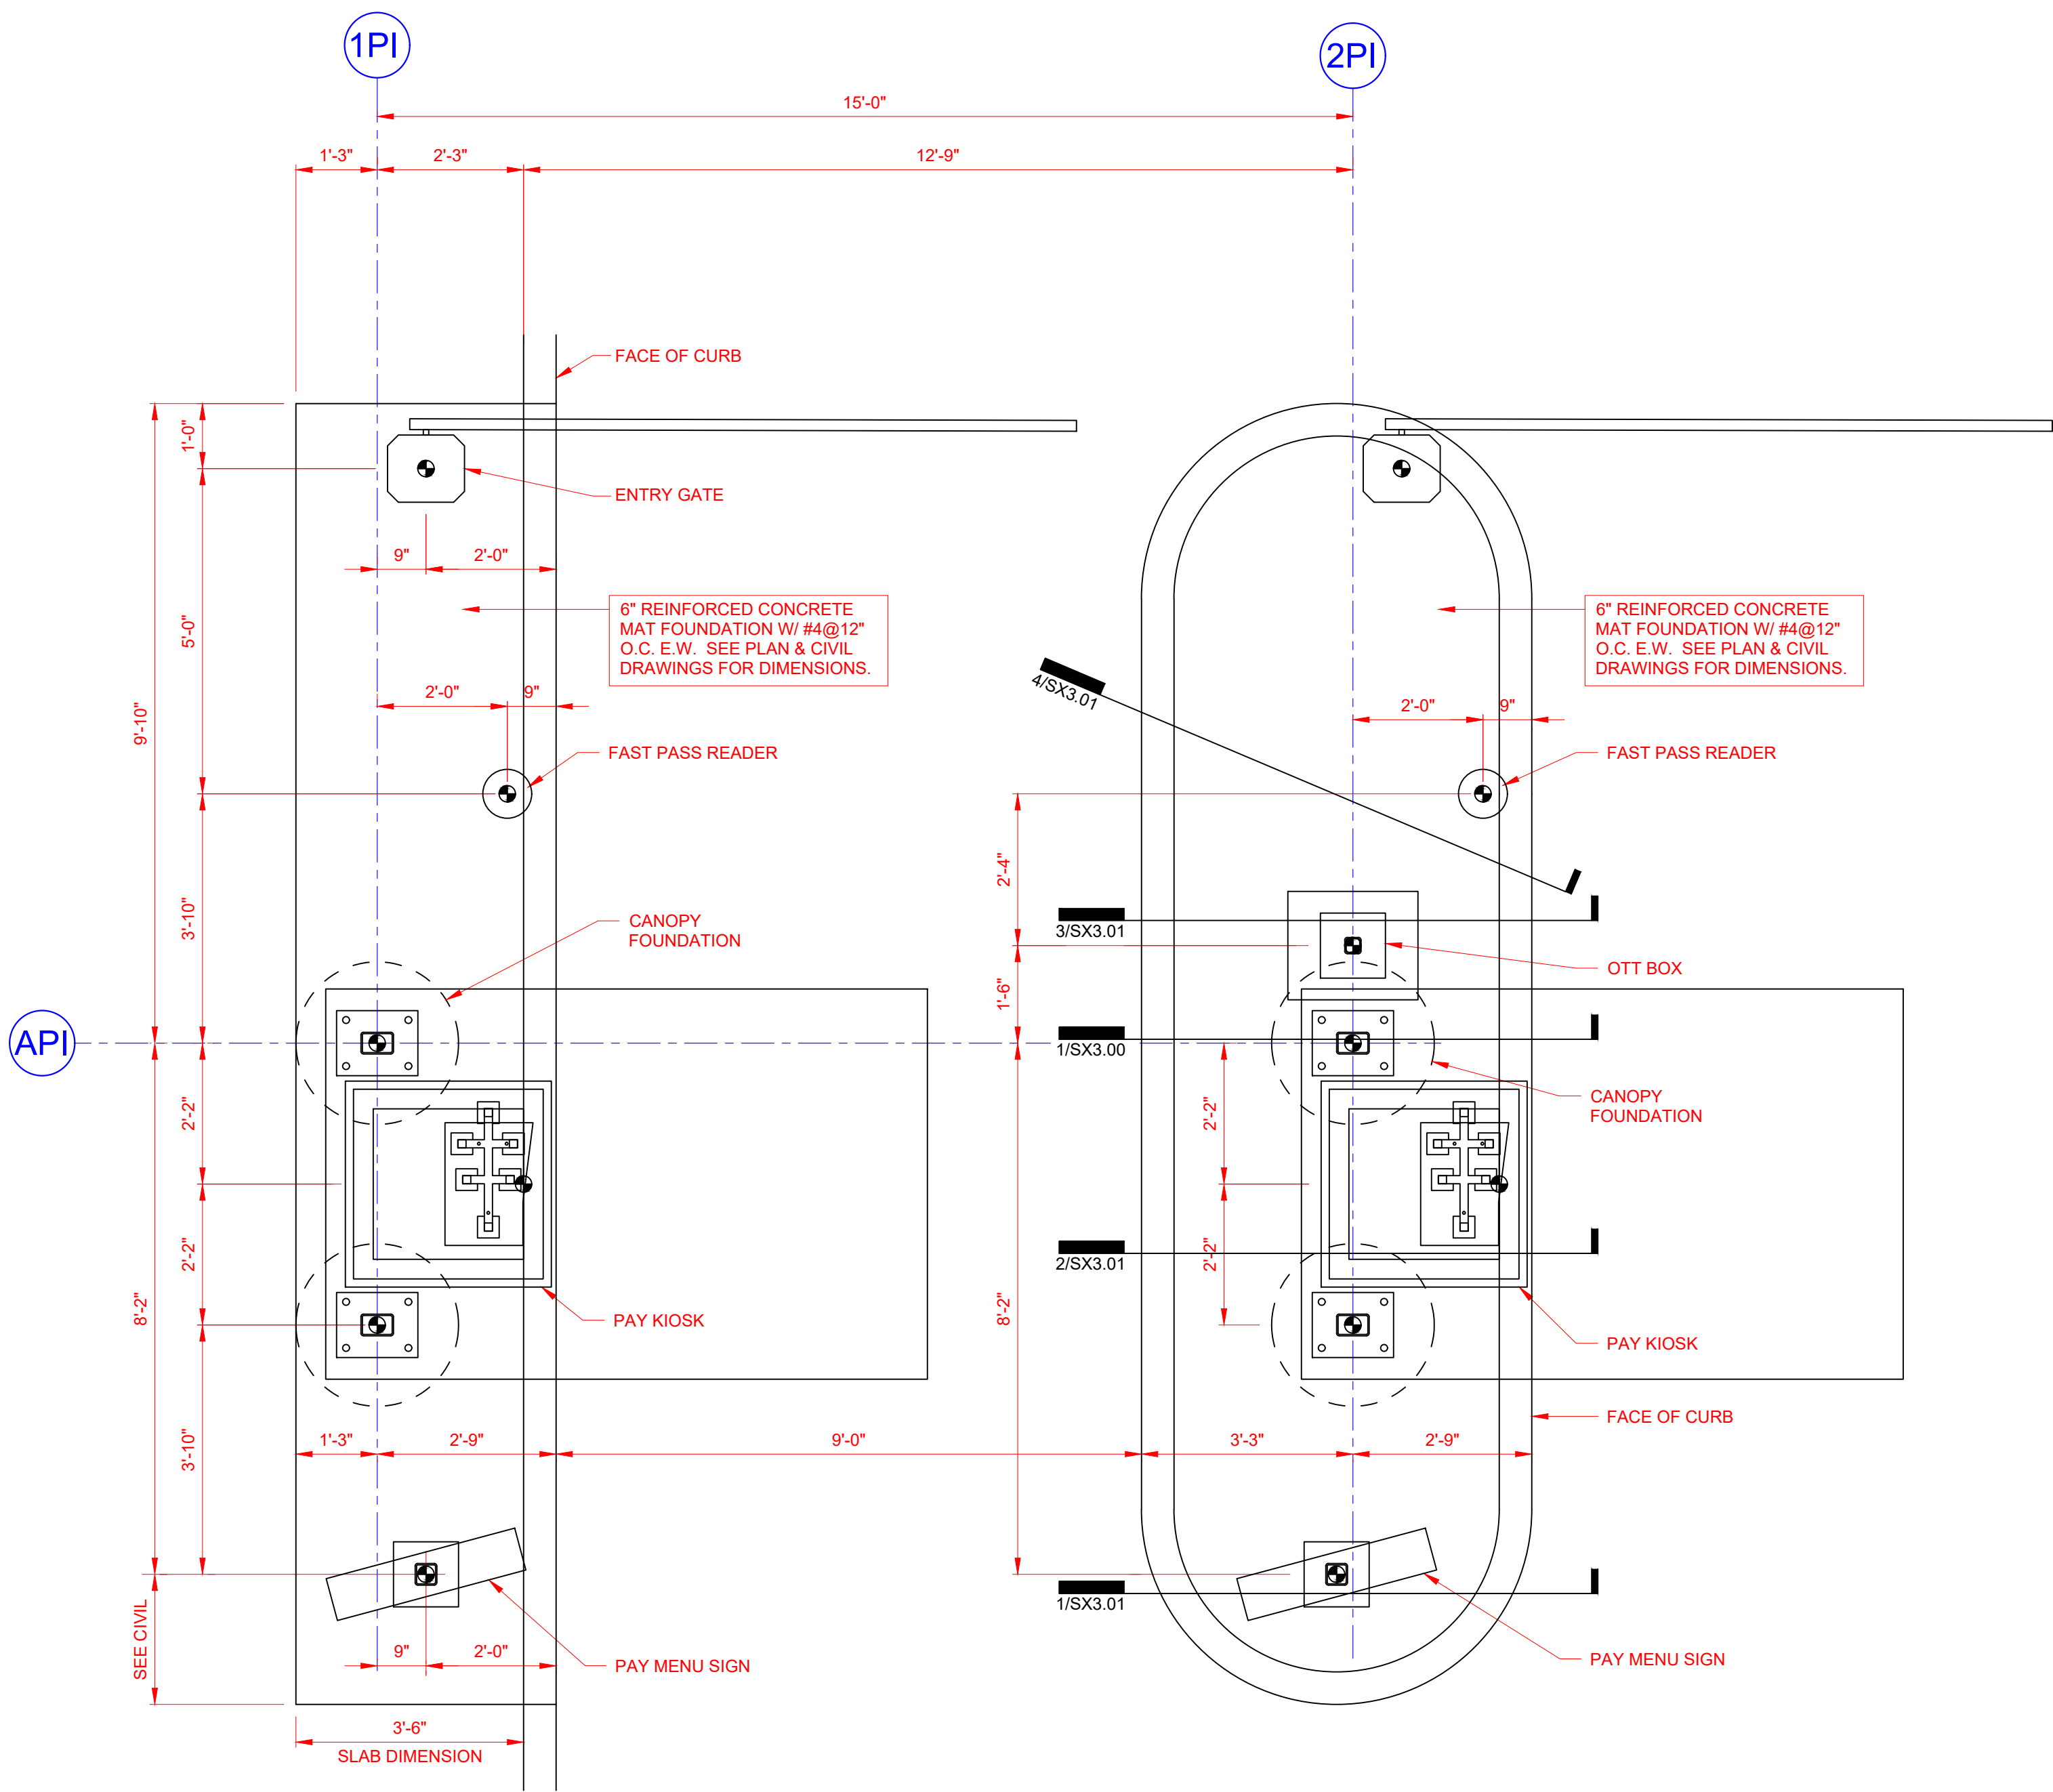 1PI
2PI
15'-0"
1'-3"
2'-3"
12'-9"
FACE OF CURB
1'-0"
ENTRY GATE
9"
2'-0"
5'-0"
6" REINFORCED CONCRETE
MAT FOUNDATION W/ #4@12"
O.C. E.W.  SEE PLAN & CIVIL
DRAWINGS FOR DIMENSIONS.
6" REINFORCED CONCRETE
MAT FOUNDATION W/ #4@12"
O.C. E.W.  SEE PLAN & CIVIL
DRAWINGS FOR DIMENSIONS.
9'-10"
2'-0"
9"
4/SX3.01
2'-0"
9"
FAST PASS READER
FAST PASS READER
3'-10"
2'-4"
CANOPY
FOUNDATION
3/SX3.01
OTT BOX
1'-6"
API
1/SX3.00
2'-2"
2'-2"
CANOPY
FOUNDATION
2'-2"
2'-2"
2/SX3.01
8'-2"
8'-2"
PAY KIOSK
PAY KIOSK
FACE OF CURB
3'-10"
1'-3"
2'-9"
9'-0"
3'-3"
2'-9"
1/SX3.01
SEE CIVIL
9"
2'-0"
PAY MENU SIGN
PAY MENU SIGN
3'-6"
SLAB DIMENSION